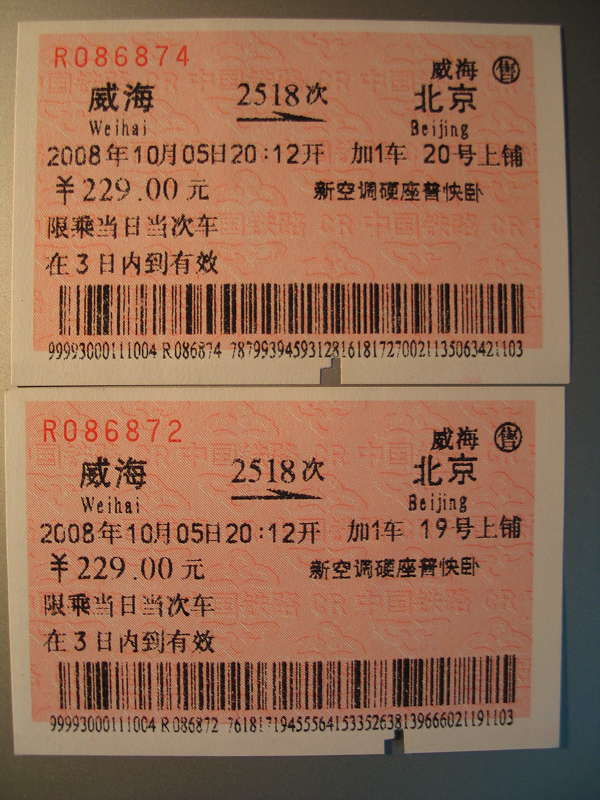 R086874
威海 售
威海 2518次 北京
Weihai Beijing
2008年10月05日20:12开 加1车 20号上铺
￥229.00元 新空调硬座普快卧
限乘当日当次车
在3日内到有效
99993000111004 R086874 78799394593128161817270021135063421103
R086872
威海 售
威海 2518次 北京
Weihai Beijing
2008年10月05日20:12开 加1车 19号上铺
￥229.00元 新空调硬座普快卧
限乘当日当次车
在3日内到有效
99993000111004 R086872